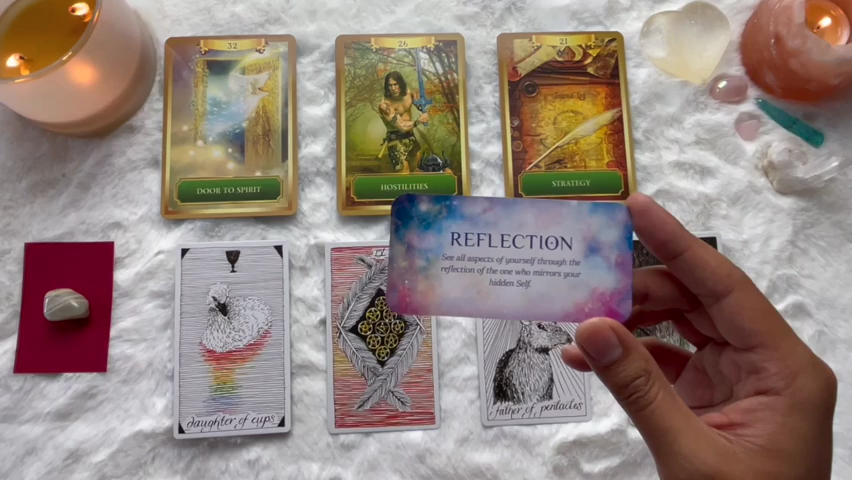 32
26
21
DOOR TO SPIRIT
HOSTILITIES
STRATEGY
REFLECTION
See all aspects of yourself through the
reflection of the one who mirrors your
hidden Self.
daughter of cups
father of pentacles